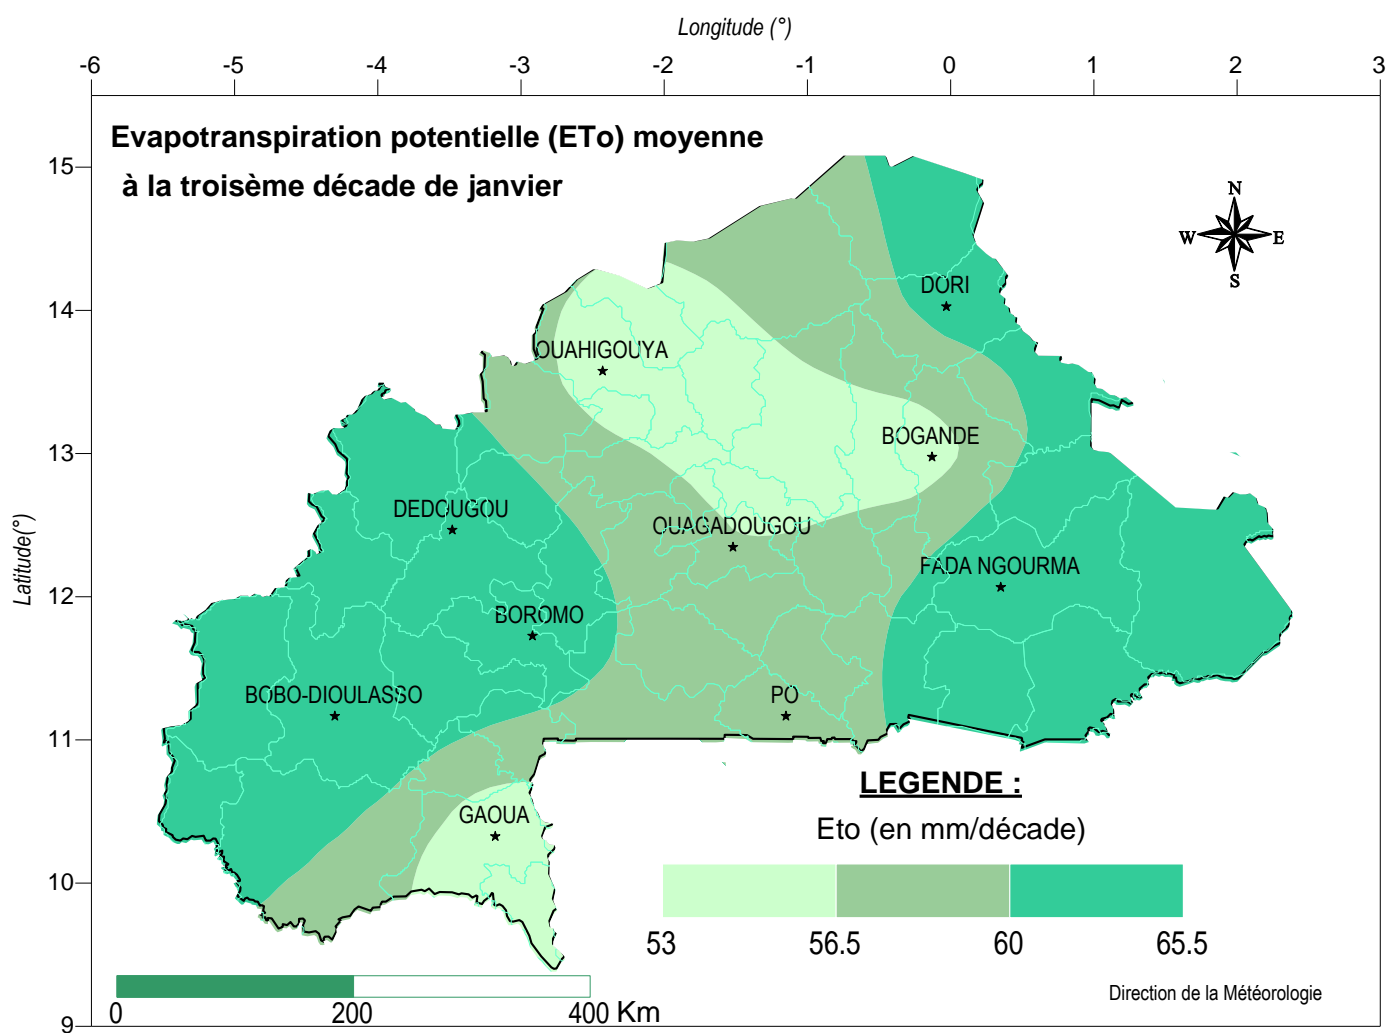 Longitude (°)
-6 -5 -4 -3 -2 -1 0 1 2 3
Evapotranspiration potentielle (ETo) moyenne
à la troisème décade de janvier
15
N
W E
S
14
DORI
OUAHIGOUYA
13
BOGANDE
DEDOUGOU
OUAGADOUGOU
Latitude(°)
12
FADA NGOURMA
BOROMO
BOBO-DIOULASSO
PO
11
LEGENDE :
GAOUA
Eto (en mm/décade)
10
53 56.5 60 65.5
Direction de la Météorologie
0 200 400 Km
9